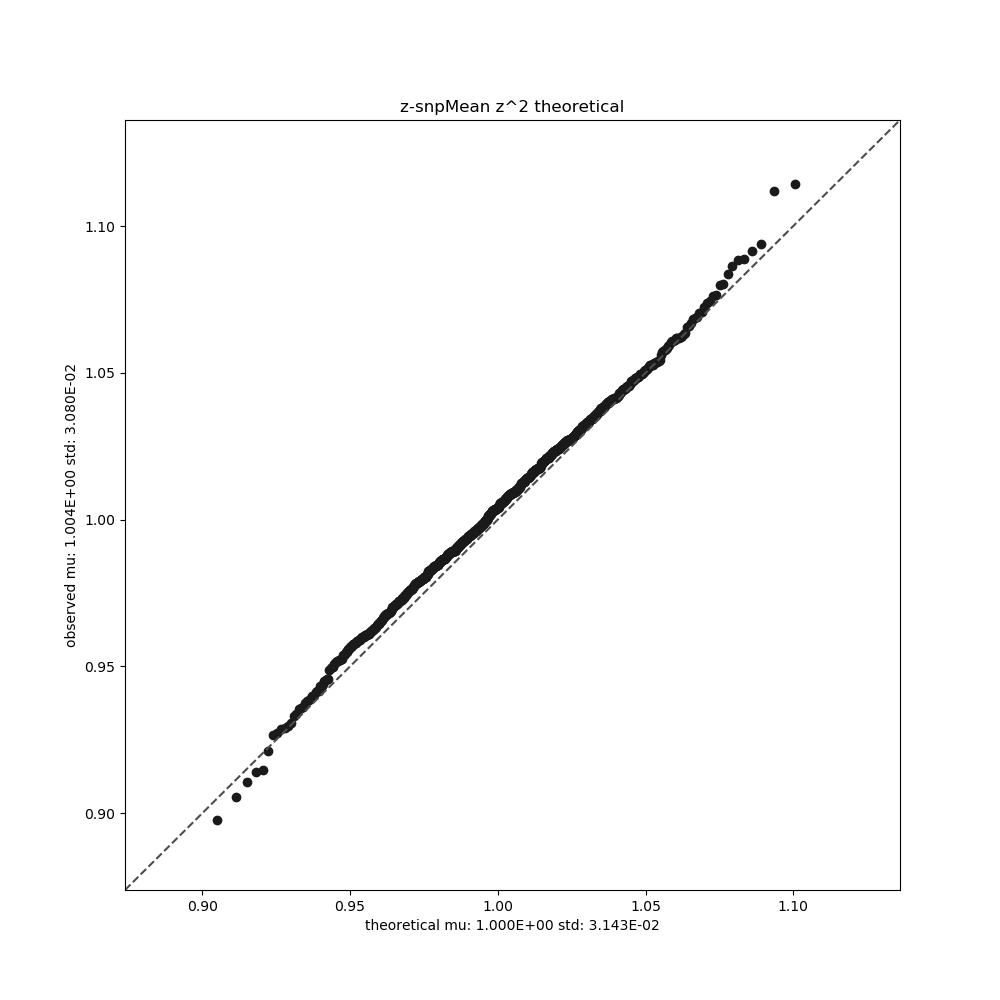 z-snpMean z^2 theoretical
observed mu: 1.004E+00 std: 3.080E-02
1.10
1.05
1.00
0.95
0.90
0.90 0.95 1.00 1.05 1.10
theoretical mu: 1.000E+00 std: 3.143E-02